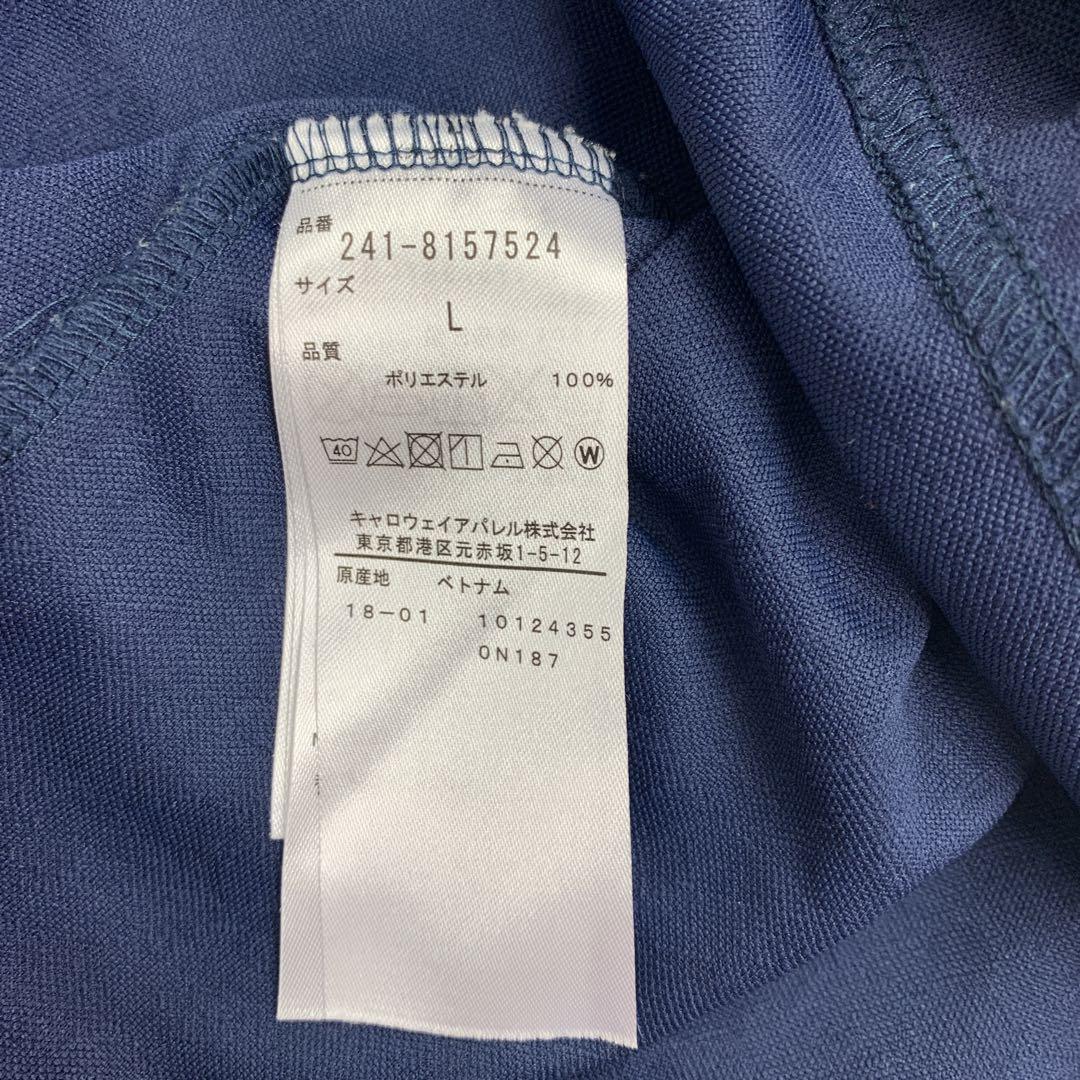 品番
241-8157524
サイズ
L
品質
ポリエステル 100%
40 W
キャロウェイアパレル株式会社
東京都港区元赤坂1-5-12
原産地 ベトナム
18-01 10124355
0N187